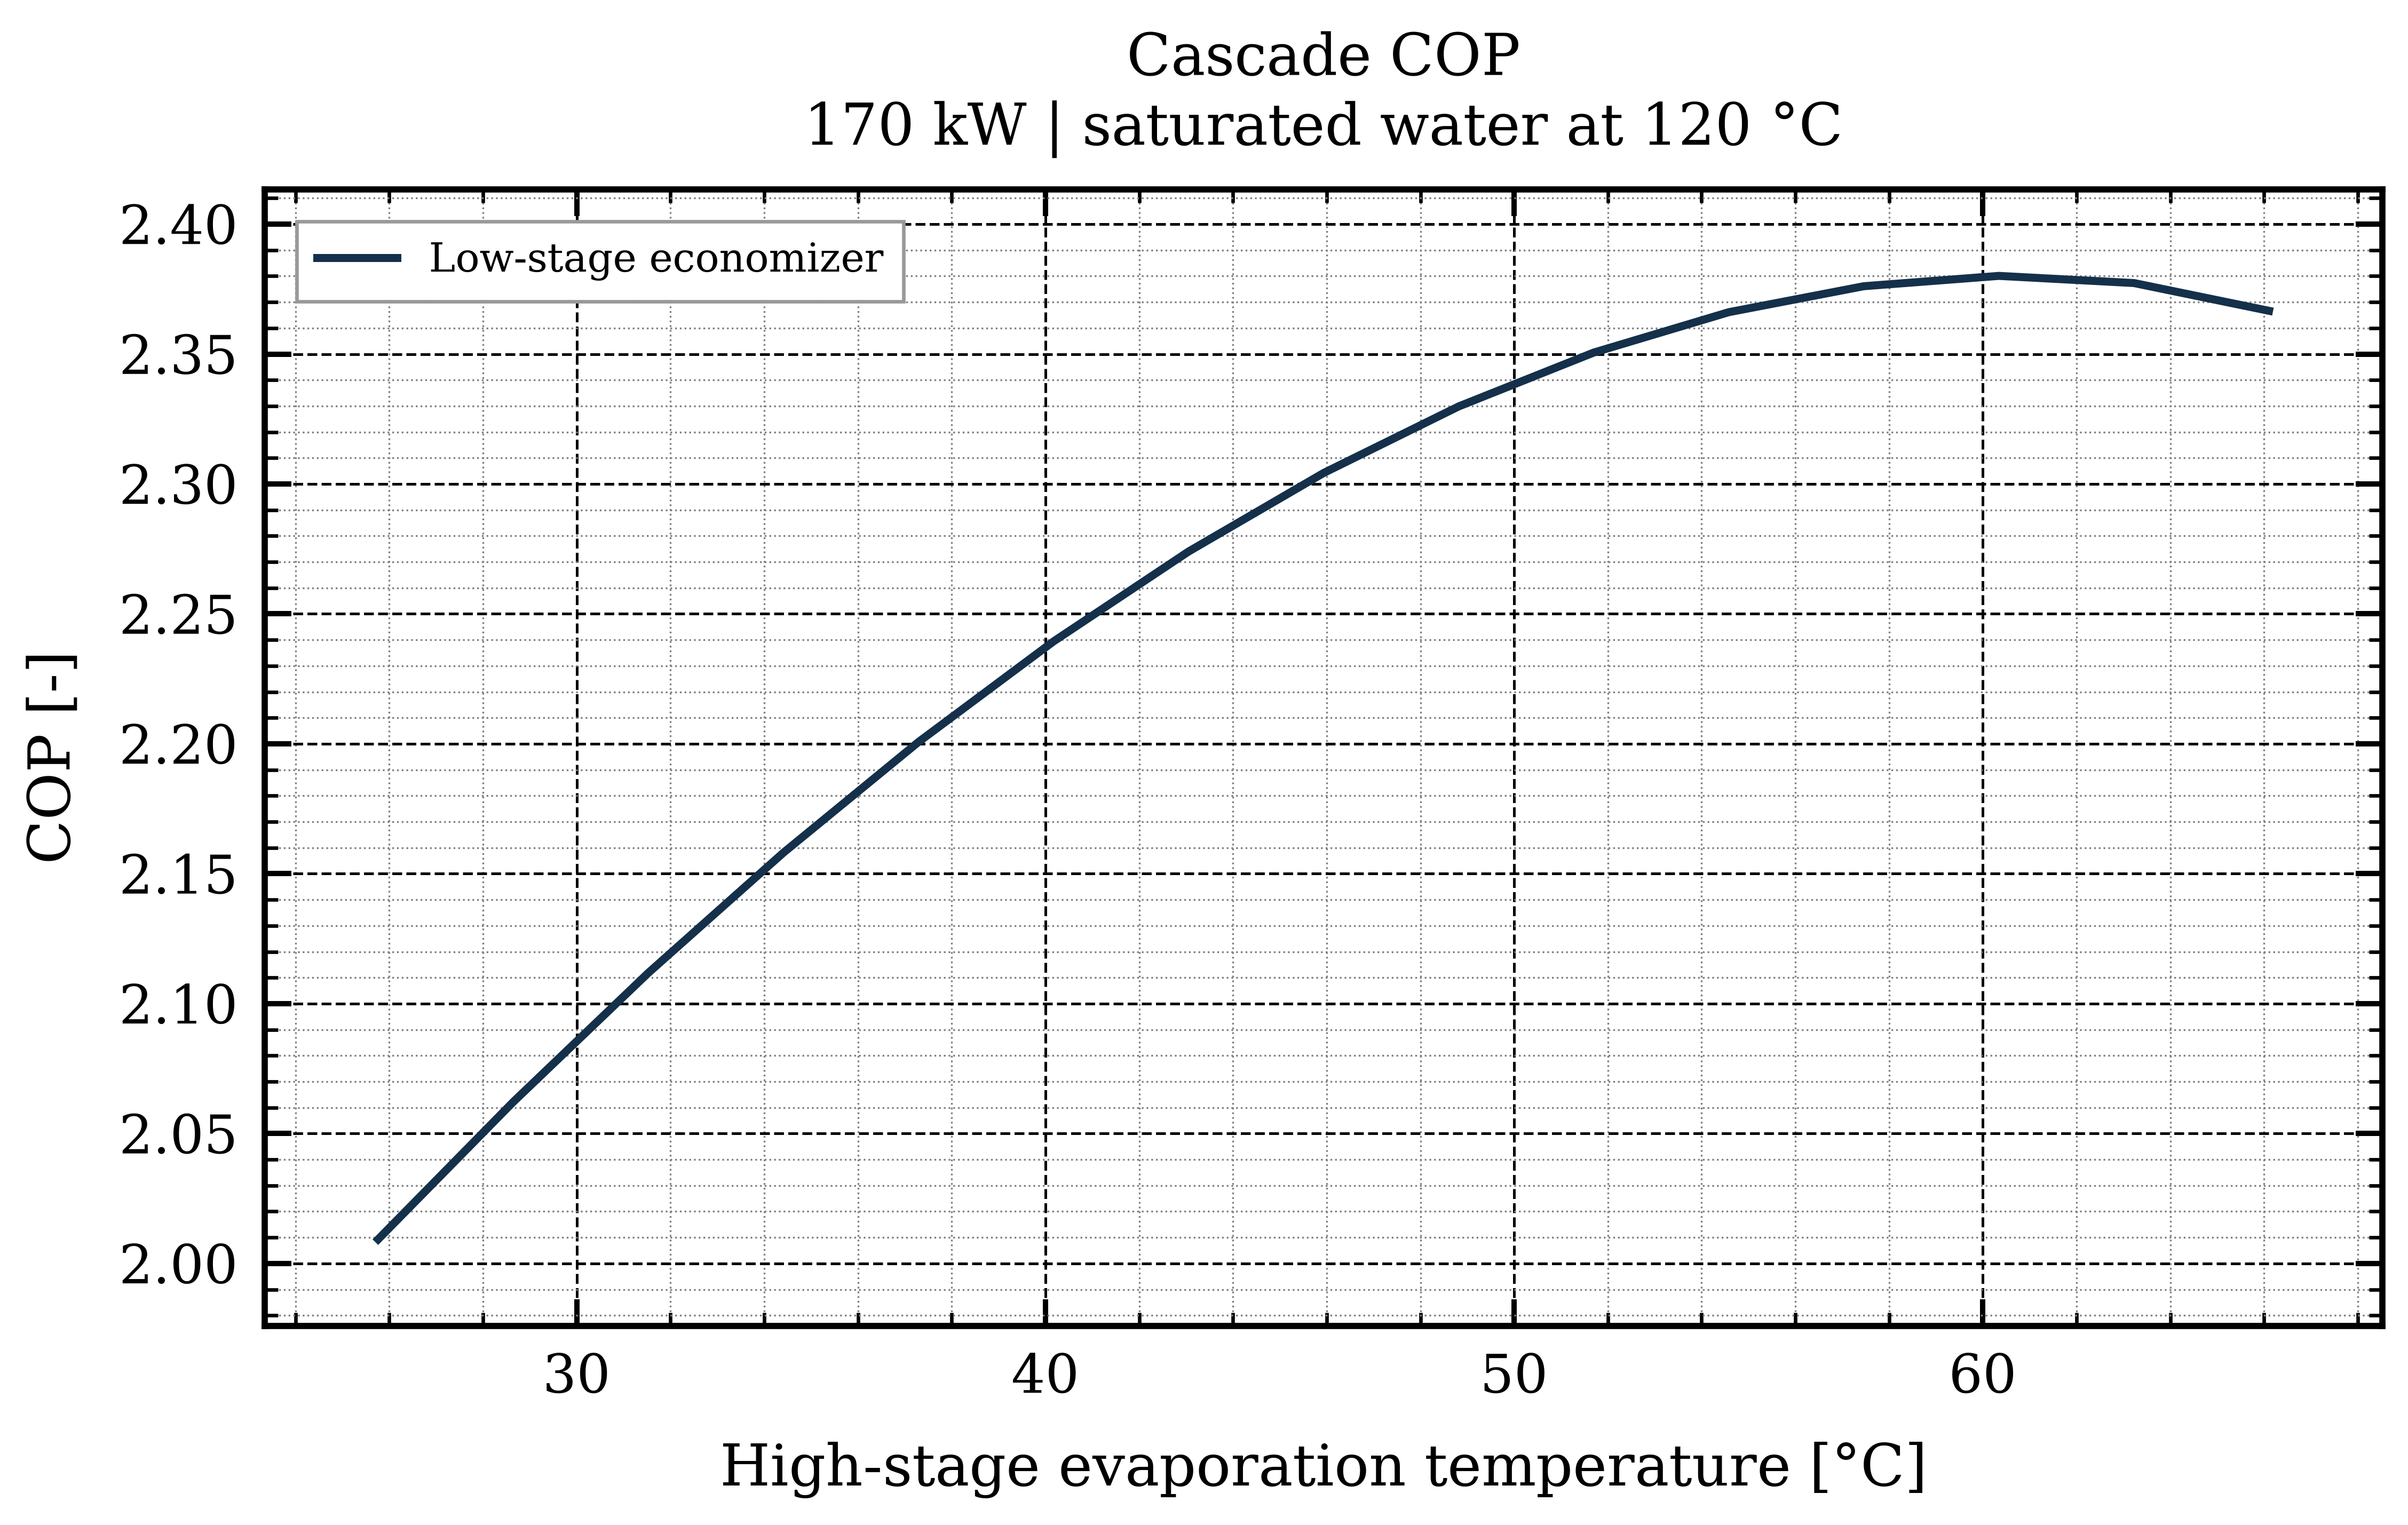 Cascade COP
170 kW | saturated water at 120 °C
Low-stage economizer
COP [-]
2.40
2.35
2.30
2.25
2.20
2.15
2.10
2.05
2.00
30 40 50 60
High-stage evaporation temperature [°C]